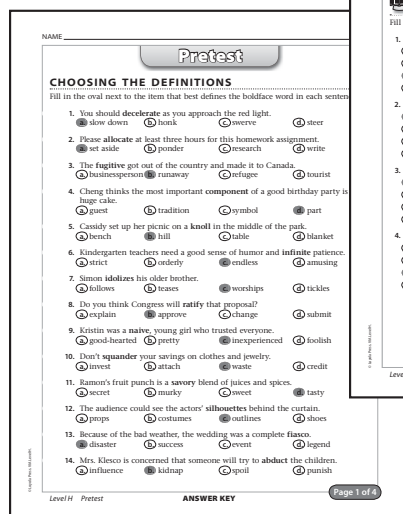 NAME
Pretest
CHOOSING THE DEFINITIONS
Fill in the oval next to the item that best defines the boldface word in each senten
1. You should decelerate as you approach the red light.
a. slow down b. honk c. swerve d. steer
2. Please allocate at least three hours for this homework assignment.
a. set aside b. ponder c. research d. write
3. The fugitive got out of the country and made it to Canada.
a. businessperson b. runaway c. refugee d. tourist
4. Cheng thinks the most important component of a good birthday party is
huge cake.
a. guest b. tradition c. symbol d. part
5. Cassidy set up her picnic on a knoll in the middle of the park.
a. bench b. hill c. table d. blanket
6. Kindergarten teachers need a good sense of humor and infinite patience.
a. strict b. orderly c. endless d. amusing
7. Simon idolizes his older brother.
a. follows b. teases c. worships d. tickles
8. Do you think Congress will ratify that proposal?
a. explain b. approve c. change d. submit
9. Kristin was a naive, young girl who trusted everyone.
a. good-hearted b. pretty c. inexperienced d. foolish
10. Don't squander your savings on clothes and jewelry.
a. invest b. attach c. waste d. credit
11. Ramon's fruit punch is a savory blend of juices and spices.
a. secret b. murky c. sweet d. tasty
12. The audience could see the actors' silhouettes behind the curtain.
a. props b. costumes c. outlines d. shoes
13. Because of the bad weather, the wedding was a complete fiasco.
a. disaster b. success c. event d. legend
14. Mrs. Klesco is concerned that someone will try to abduct the children.
a. influence b. kidnap c. spoil d. punish
Level H Pretest ANSWER KEY
Page 1 of 4
Fill
1.
2.
3.
4.
Leve